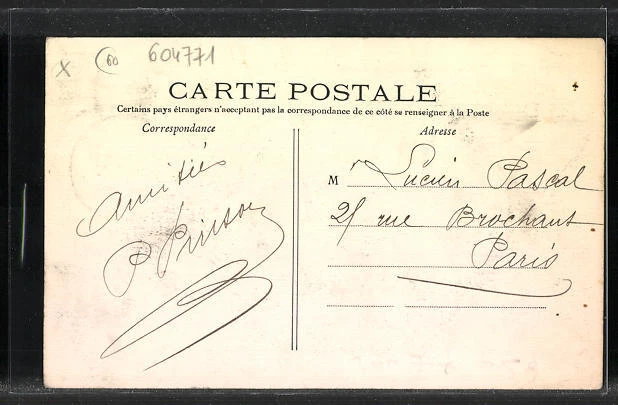 X 60 604771
CARTE POSTALE
Certains pays étrangers n'acceptant pas la correspondance de ce côté se renseigner à la Poste
Correspondance
Amitiés
P Pinson
Adresse
M r Lucien Pascal
rue Brochant
Paris